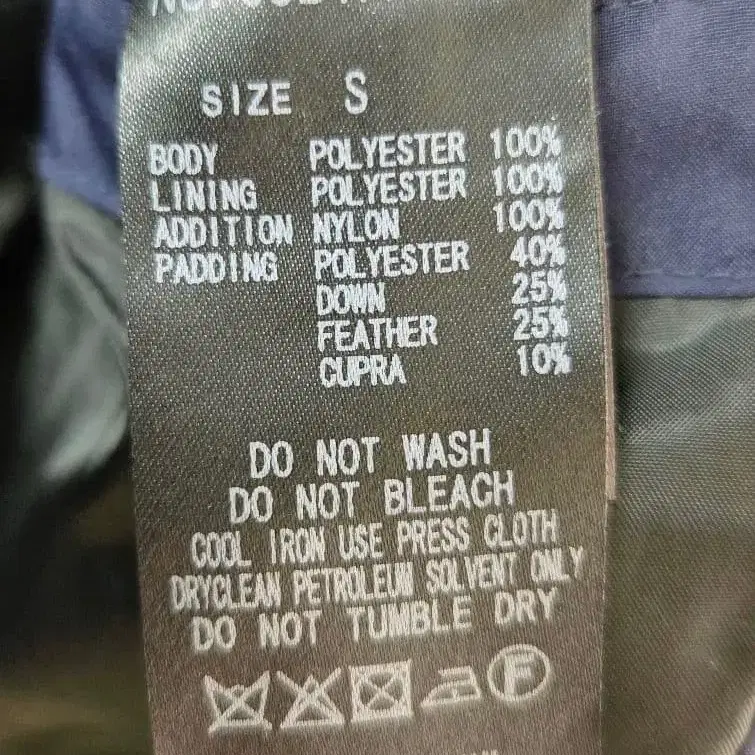 SIZE S
BODY POLYESTER 100%
LINING POLYESTER 100%
ADDITION NYLON 100%
PADDING POLYESTER 40%
DOWN 25%
FEATHER 25%
CUPRA 10%
DO NOT WASH
DO NOT BLEACH
COOL IRON USE PRESS CLOTH
DRYCLEAN PETROLEUM SOLVENT ONLY
DO NOT TUMBLE DRY
F